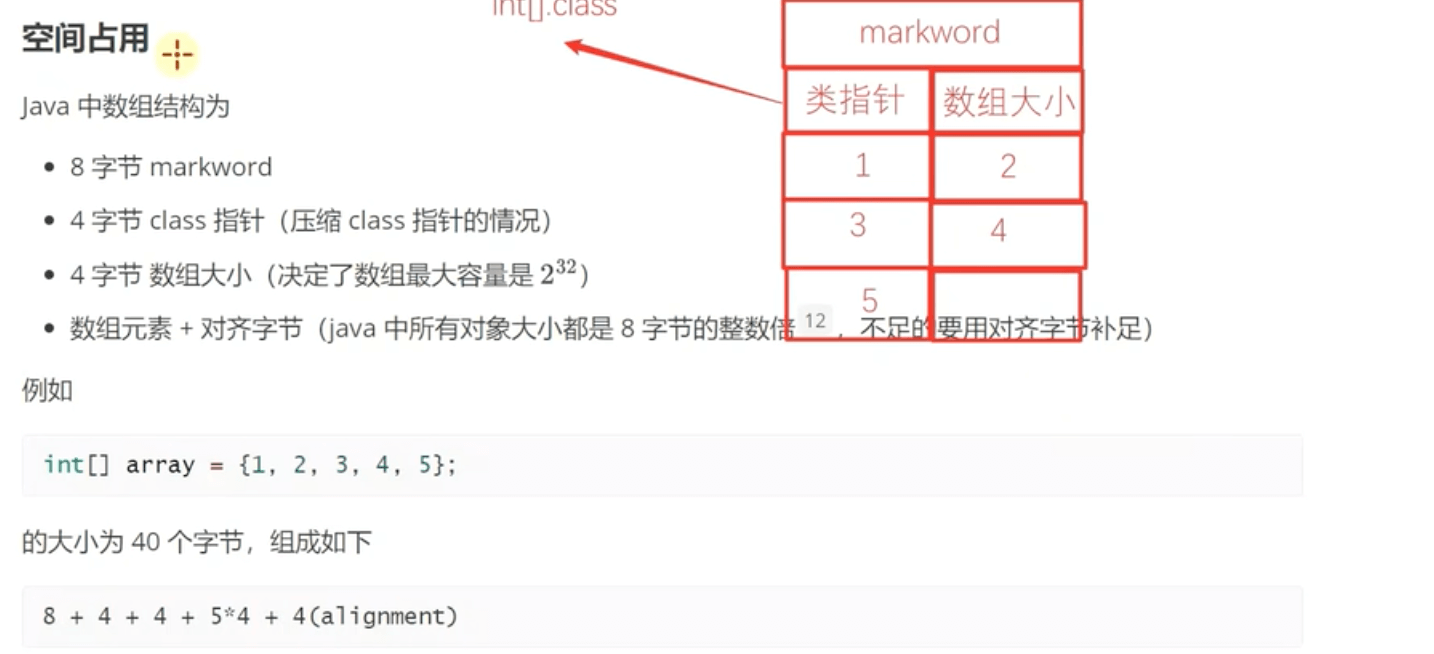 int[].class
空间占用
markword
类指针 数组大小
Java 中数组结构为
8 字节 markword
1 2
4 字节 class 指针（压缩 class 指针的情况）
3 4
4 字节 数组大小（决定了数组最大容量是 2^32）
5
数组元素 + 对齐字节（java 中所有对象大小都是 8 字节的整数倍 12，不足的要用对齐字节补足）
例如
int[] array = {1, 2, 3, 4, 5};
的大小为 40 个字节，组成如下
8 + 4 + 4 + 5*4 + 4(alignment)